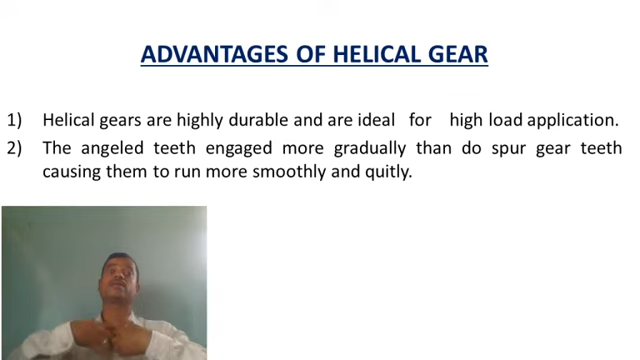 ADVANTAGES OF HELICAL GEAR
1) Helical gears are highly durable and are ideal for high load application.
2) The angeled teeth engaged more gradually than do spur gear teeth
causing them to run more smoothly and quitly.